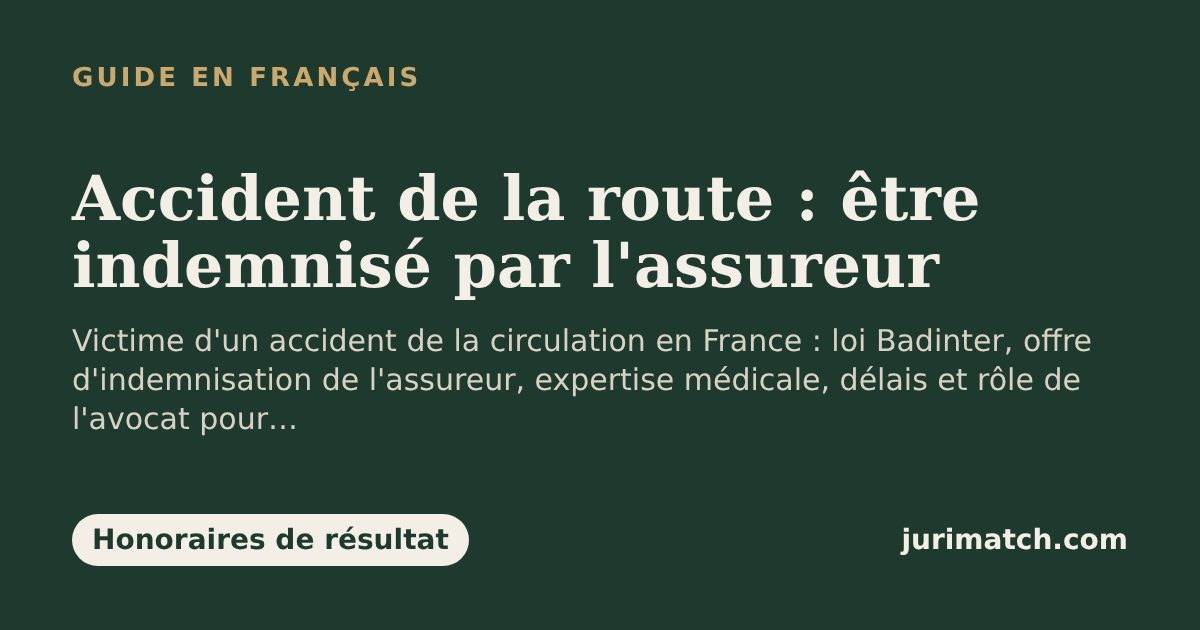 GUIDE EN FRANÇAIS
Accident de la route : être
indemnisé par l'assureur
Victime d'un accident de la circulation en France : loi Badinter, offre
d'indemnisation de l'assureur, expertise médicale, délais et rôle de
l'avocat pour…
Honoraires de résultat
jurimatch.com